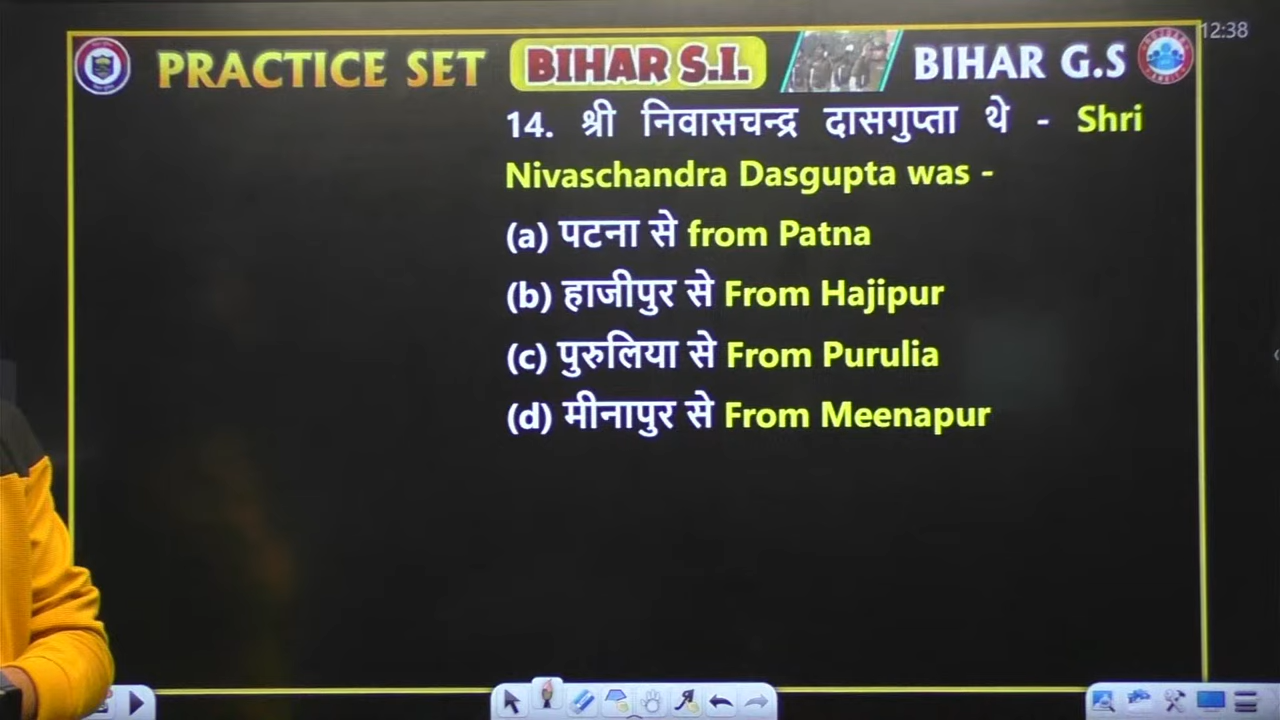 12:38
PRACTICE SET BIHAR S.I. BIHAR G.S
14. श्री निवासचन्द्र दासगुप्ता थे - Shri
Nivaschandra Dasgupta was -
(a) पटना से from Patna
(b) हाजीपुर से From Hajipur
(c) पुरुलिया से From Purulia
(d) मीनापुर से From Meenapur